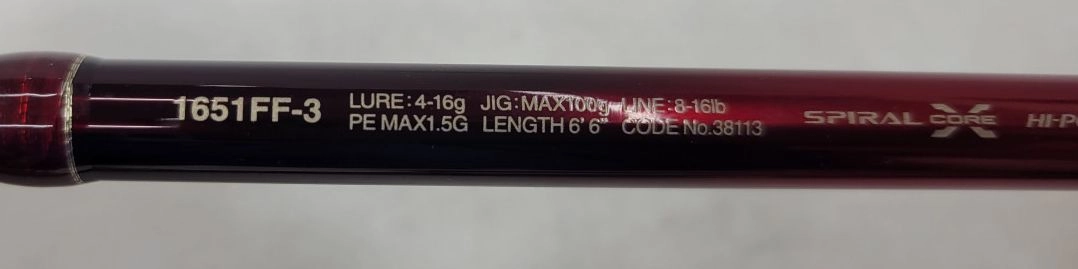 1651FF-3
LURE:4-16g JIG:MAX100g LINE:8-16lb
PE MAX1.5G LENGTH 6'6" CODE No.38113
SPIRAL X CORE HI-P